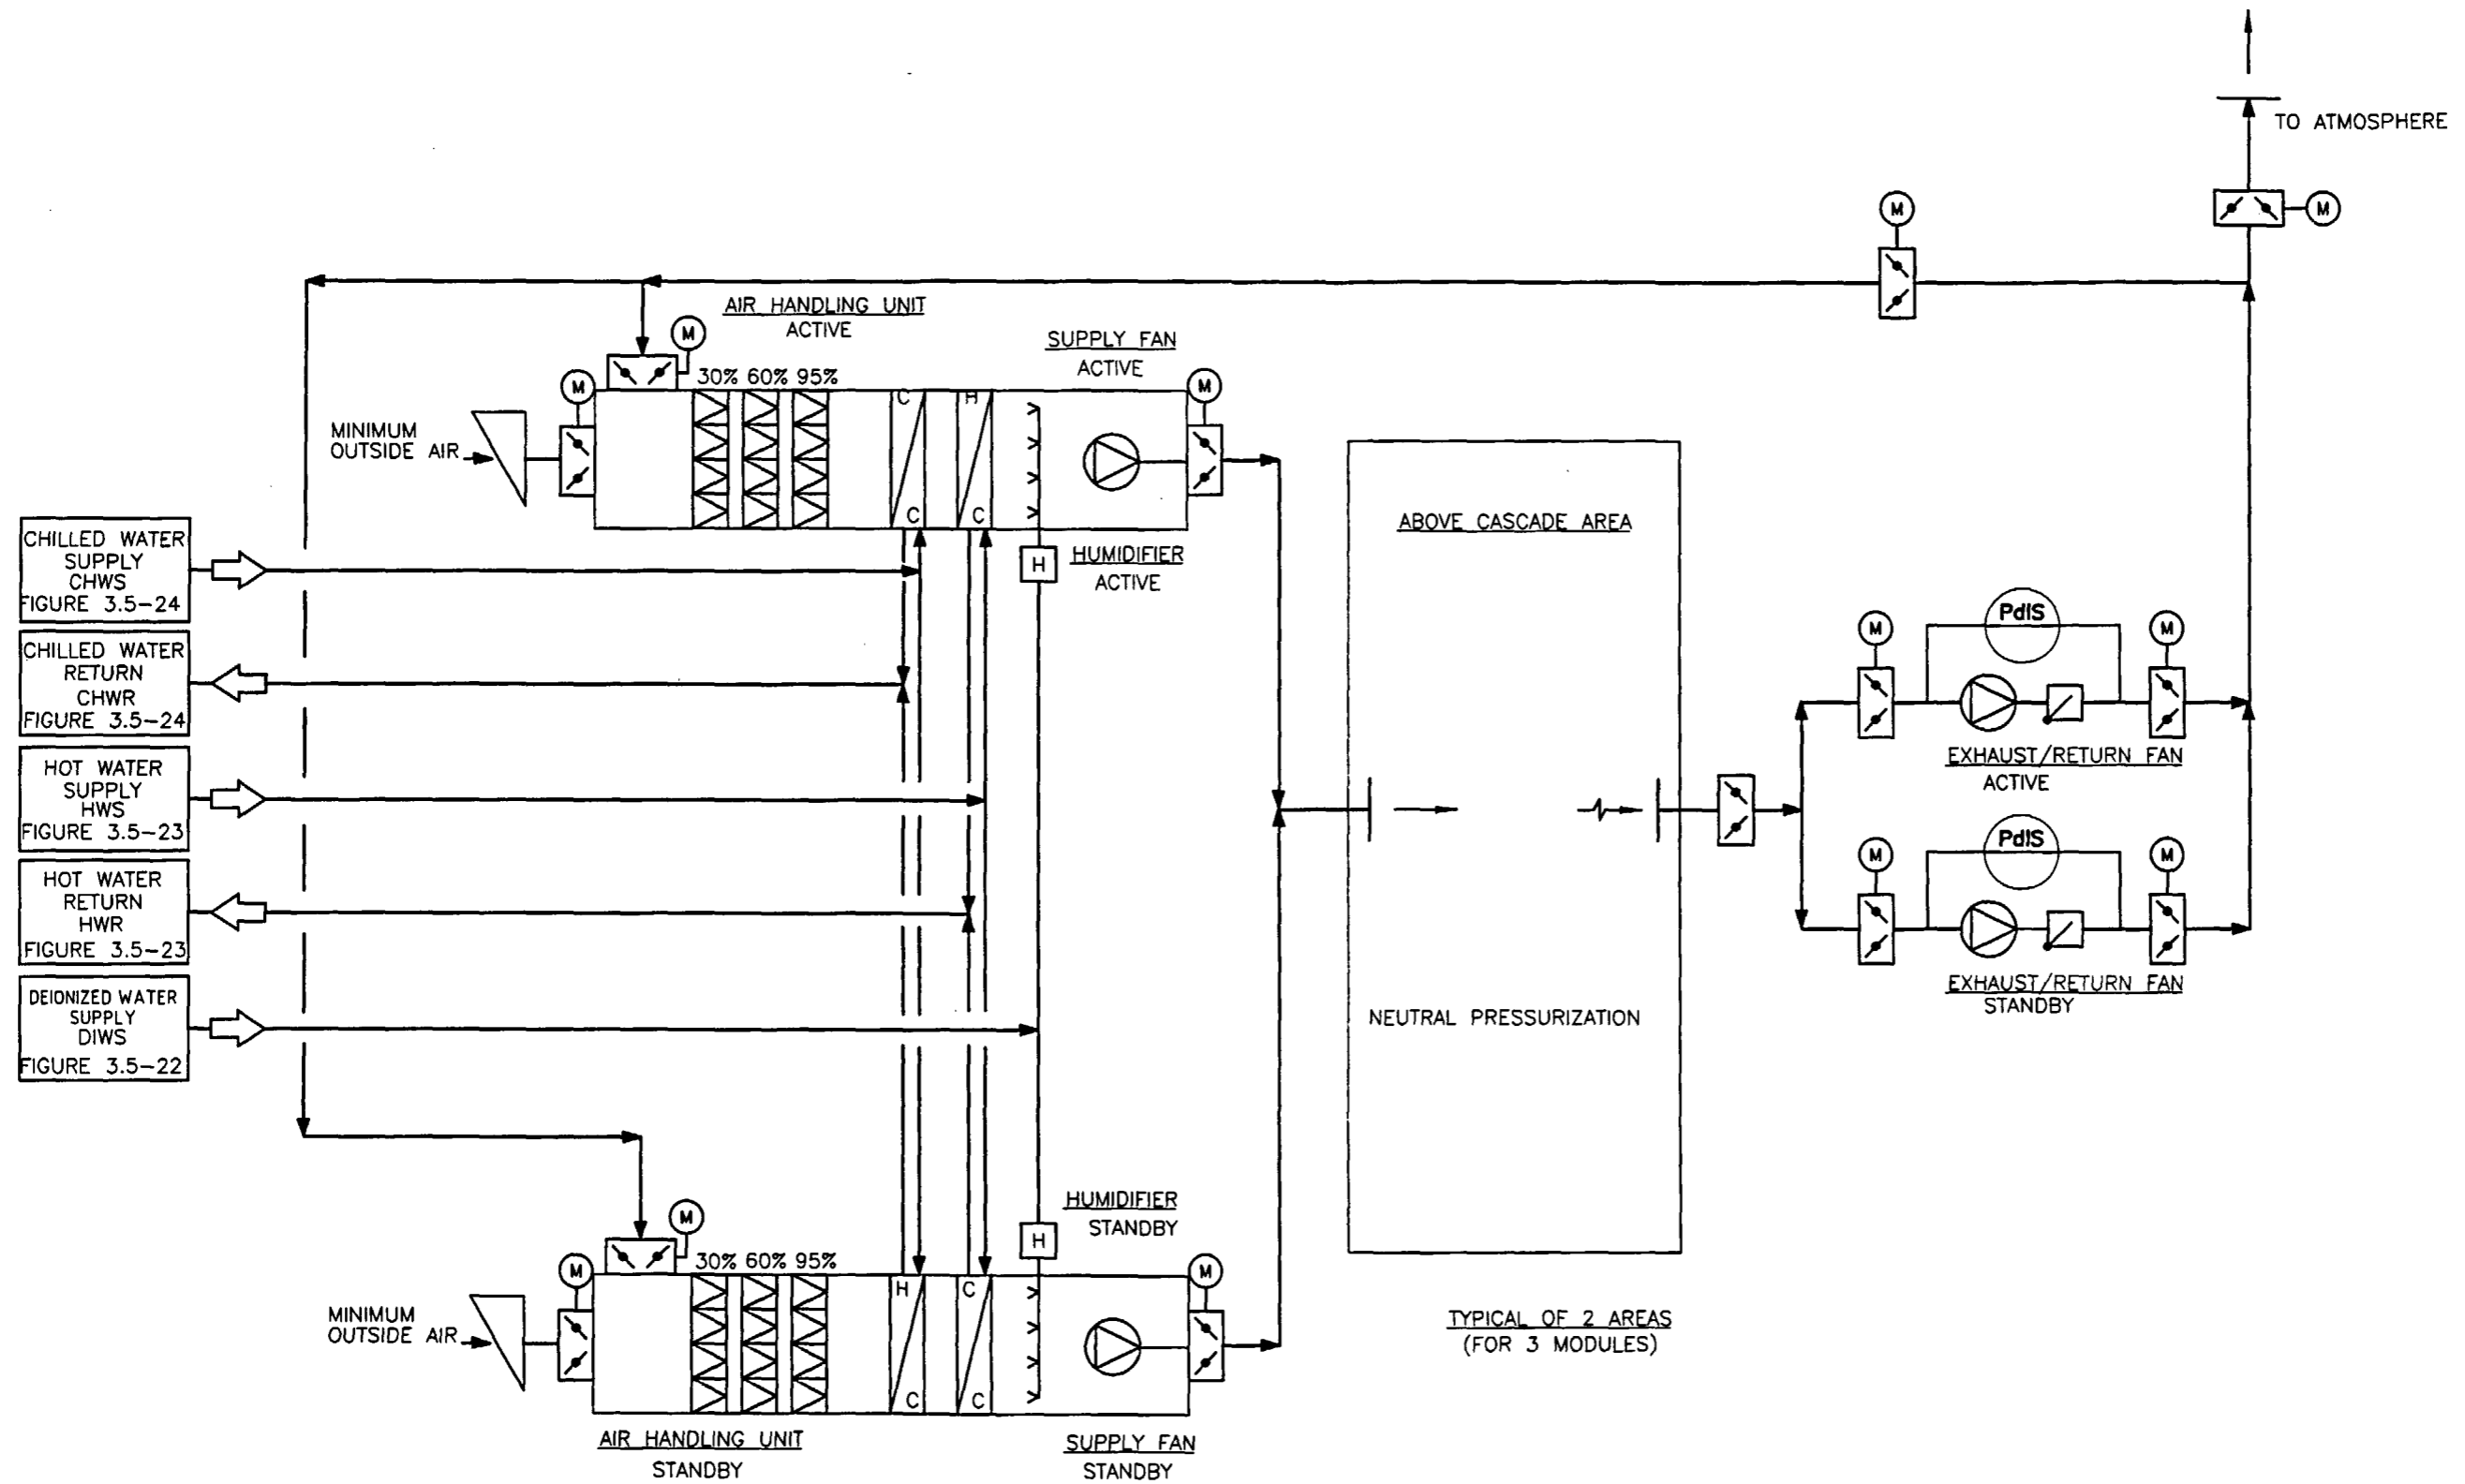 TO ATMOSPHERE
M
M
AIR HANDLING UNIT
ACTIVE
M
SUPPLY FAN
ACTIVE
M
30% 60% 95%
M
C
H
MINIMUM
OUTSIDE AIR
C
C
ABOVE CASCADE AREA
CHILLED WATER
SUPPLY
CHWS
FIGURE 3.5-24
HUMIDIFIER
ACTIVE
H
CHILLED WATER
RETURN
CHWR
FIGURE 3.5-24
M
PdIS
M
EXHAUST/RETURN FAN
ACTIVE
HOT WATER
SUPPLY
HWS
FIGURE 3.5-23
M
PdIS
M
HOT WATER
RETURN
HWR
FIGURE 3.5-23
EXHAUST/RETURN FAN
STANDBY
DEIONIZED WATER
SUPPLY
DIWS
FIGURE 3.5-22
NEUTRAL PRESSURIZATION
HUMIDIFIER
STANDBY
H
M
30% 60% 95%
M
M
H
C
MINIMUM
OUTSIDE AIR
C
C
TYPICAL OF 2 AREAS
(FOR 3 MODULES)
AIR HANDLING UNIT
STANDBY
SUPPLY FAN
STANDBY